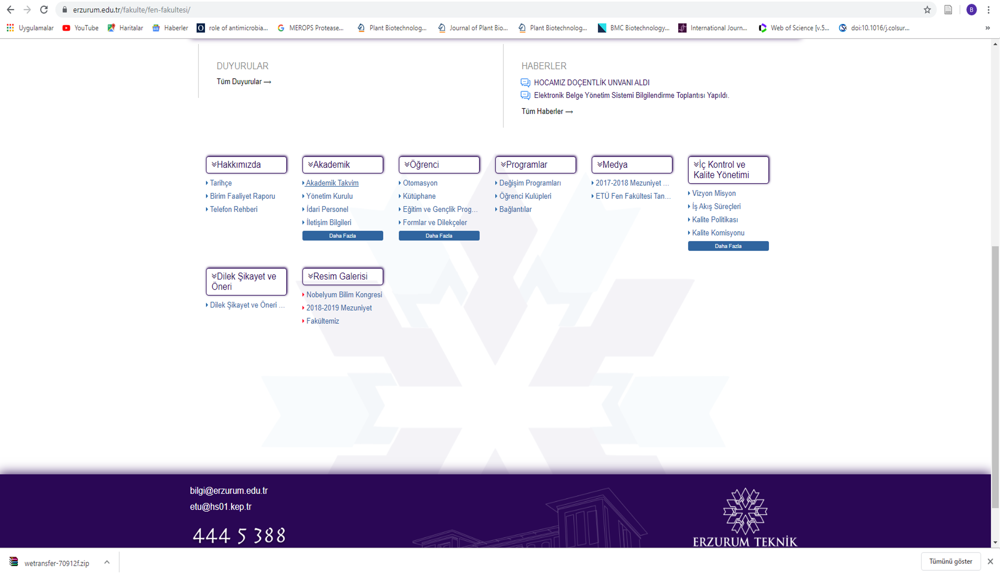 erzurum.edu.tr/fakulte/fen-fakultesi/
B
Uygulamalar YouTube Haritalar Haberler role of antimicrobia... MEROPS Protease... Plant Biotechnolog... Journal of Plant Bio... Plant Biotechnolog... BMC Biotechnology... International Journ... Web of Science [v.5... doi:10.1016/j.colsur... »
DUYURULAR
Tüm Duyurular →
HABERLER
HOCAMIZ DOÇENTLİK UNVANI ALDI
Elektronik Belge Yönetim Sistemi Bilgilendirme Toplantısı Yapıldı.
Tüm Haberler →
Hakkımızda
Tarihçe
Birim Faaliyet Raporu
Telefon Rehberi
Akademik
Akademik Takvim
Yönetim Kurulu
İdari Personel
İletişim Bilgileri
Daha Fazla
Öğrenci
Otomasyon
Kütüphane
Eğitim ve Gençlik Prog...
Formlar ve Dilekçeler
Daha Fazla
Programlar
Değişim Programları
Öğrenci Kulüpleri
Bağlantılar
Medya
2017-2018 Mezuniyet ...
ETÜ Fen Fakültesi Tan...
İç Kontrol ve
Kalite Yönetimi
Vizyon Misyon
İş Akış Süreçleri
Kalite Politikası
Kalite Komisyonu
Daha Fazla
Dilek Şikayet ve
Öneri
Dilek Şikayet ve Öneri ...
Resim Galerisi
Nobelyum Bilim Kongresi
2018-2019 Mezuniyet
Fakültemiz
bilgi@erzurum.edu.tr
etu@hs01.kep.tr
444 5 388
ERZURUM TEKNİK
wetransfer-70912f.zip
Tümünü göster